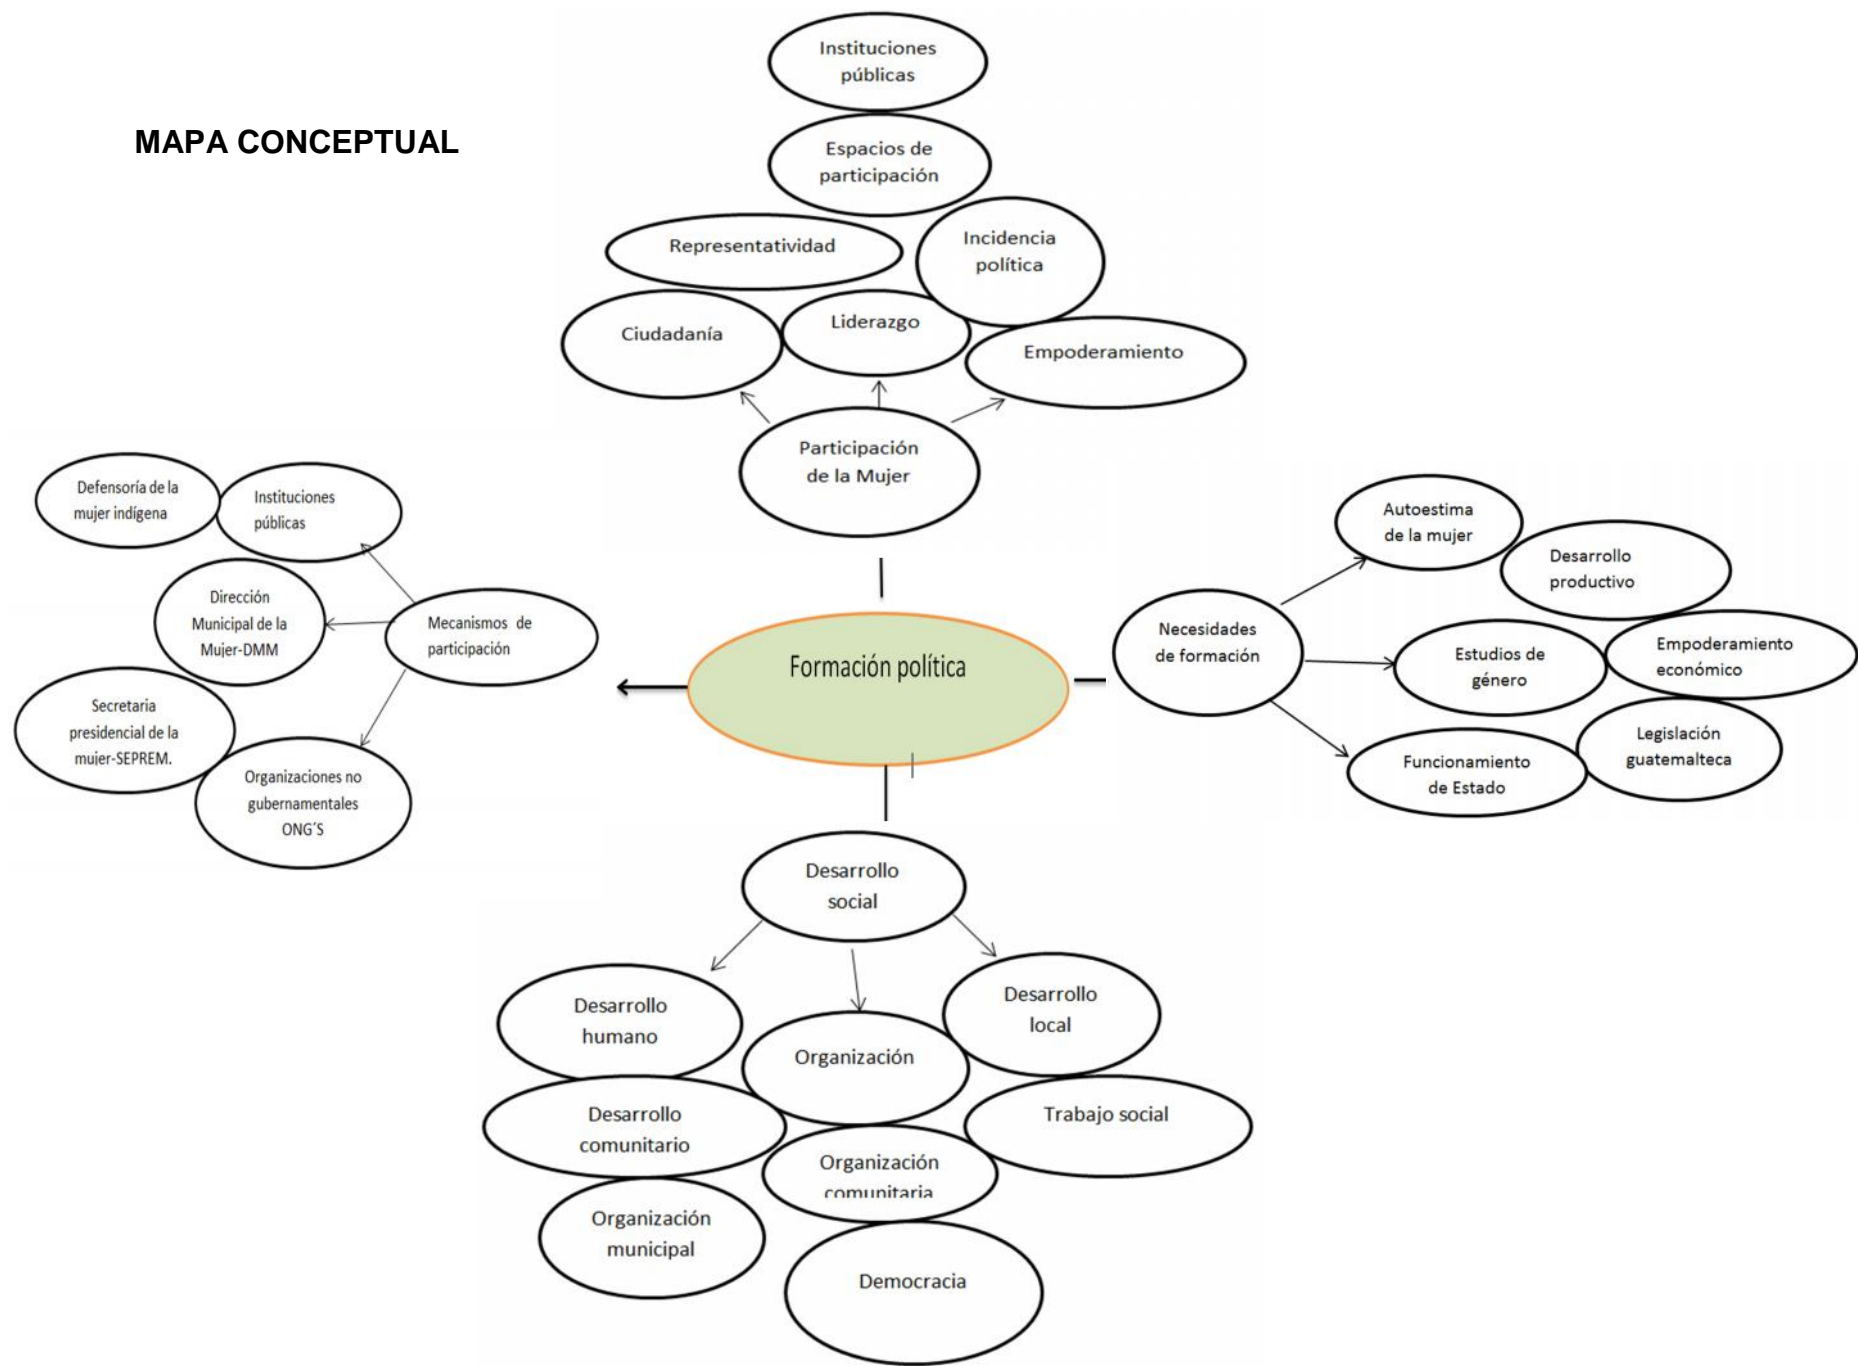 MAPA CONCEPTUAL
Instituciones
públicas
Espacios de
participación
Representatividad
Incidencia
política
Ciudadanía
Liderazgo
Empoderamiento
Participación
de la Mujer
Defensoría de la
mujer indígena
Instituciones
públicas
Dirección
Municipal de la
Mujer-DMM
Mecanismos de
participación
Secretaria
presidencial de la
mujer-SEPREM.
Organizaciones no
gubernamentales
ONG´S
Formación política
Necesidades
de formación
Autoestima
de la mujer
Desarrollo
productivo
Estudios de
género
Empoderamiento
económico
Funcionamiento
de Estado
Legislación
guatemalteca
Desarrollo
social
Desarrollo
humano
Organización
Desarrollo
local
Desarrollo
comunitario
Organización
comunitaria
Trabajo social
Organización
municipal
Democracia